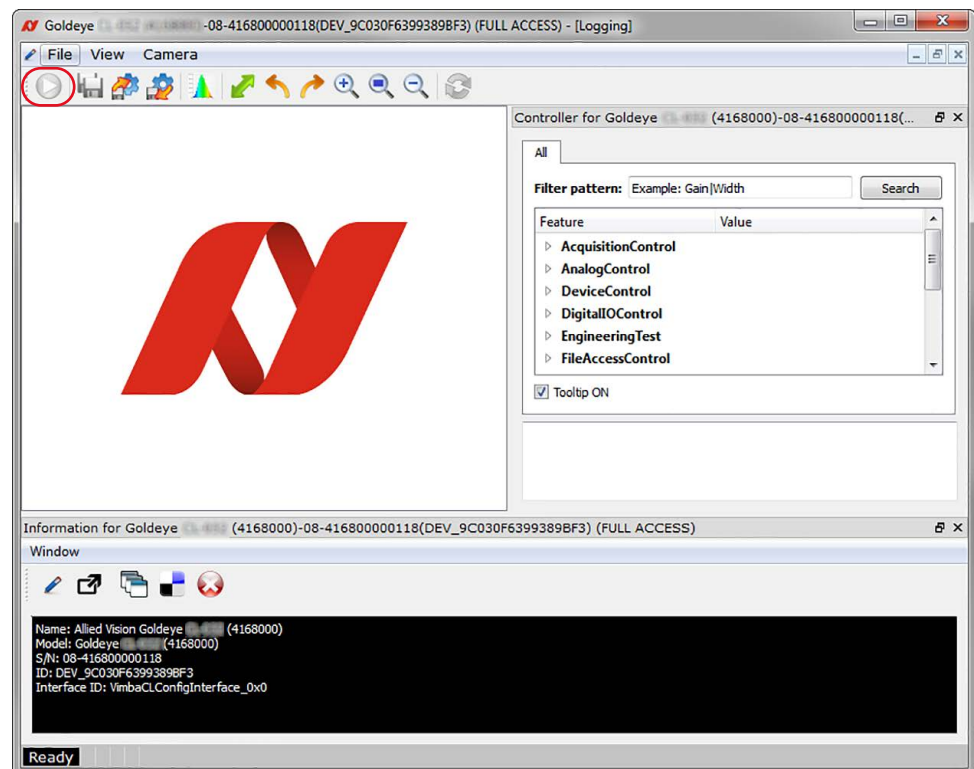 Goldeye -08-416800000118(DEV_9C030F6399389BF3) (FULL ACCESS) - [Logging]
File View Camera
Controller for Goldeye (4168000)-08-416800000118(...
All
Filter pattern: Example: Gain|Width Search
Feature Value
AcquisitionControl
AnalogControl
DeviceControl
DigitalIOControl
EngineeringTest
FileAccessControl
Tooltip ON
Information for Goldeye (4168000)-08-416800000118(DEV_9C030F6399389BF3) (FULL ACCESS)
Window
Name: Allied Vision Goldeye (4168000)
Model: Goldeye (4168000)
S/N: 08-416800000118
ID: DEV_9C030F6399389BF3
Interface ID: VimbaCLConfigInterface_0x0
Ready